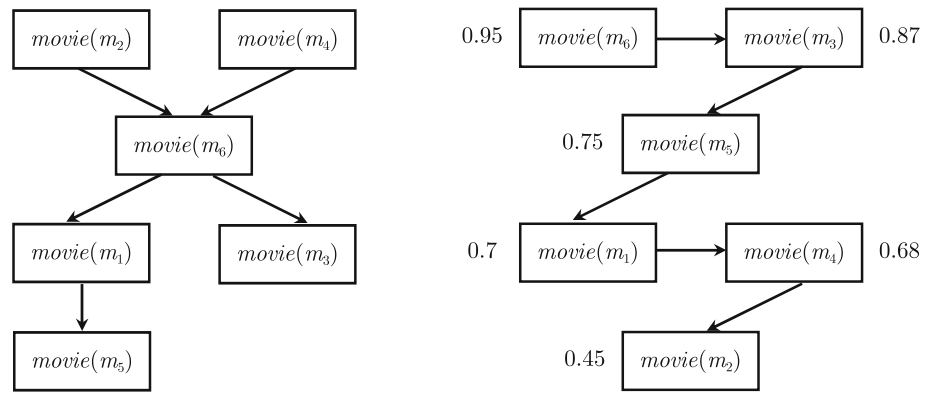 movie(m₂) movie(m₄)
movie(m₆)
movie(m₁) movie(m₃)
movie(m₅)
0.95 movie(m₆) movie(m₃) 0.87
0.75 movie(m₅)
0.7 movie(m₁) movie(m₄) 0.68
0.45 movie(m₂)